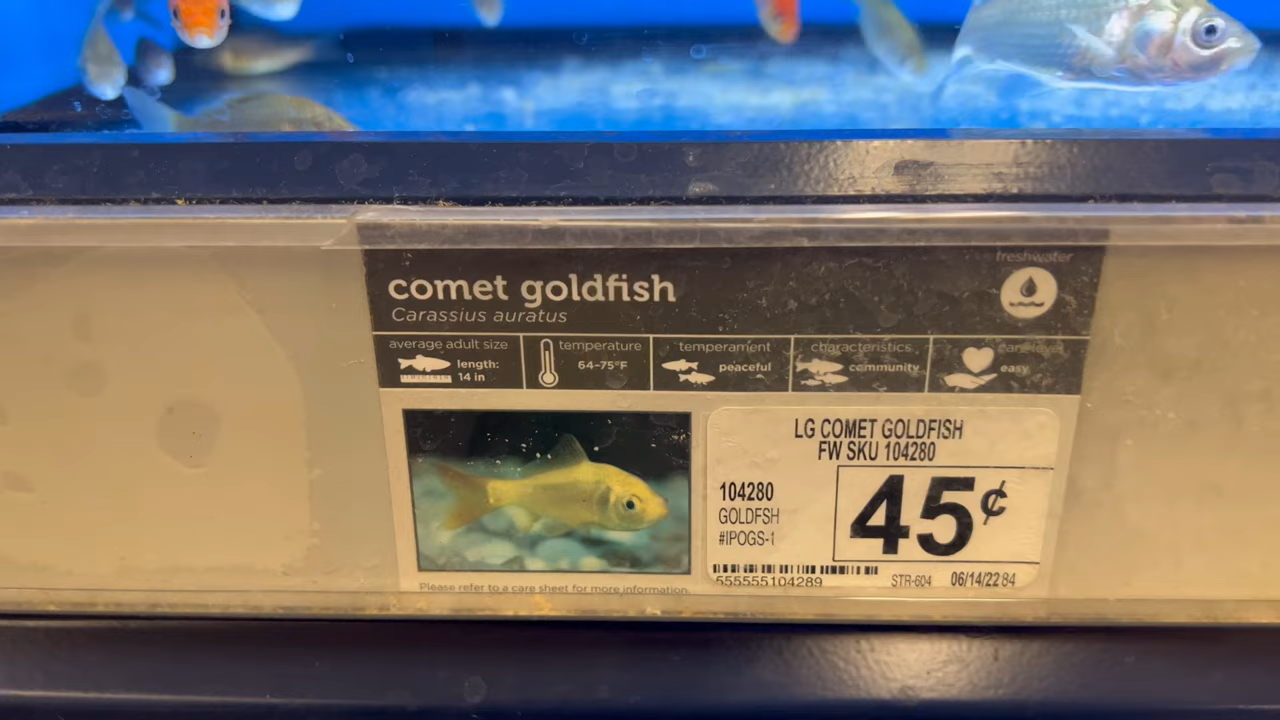 freshwater
comet goldfish
Carassius auratus
average adult size
length:
14 in
temperature
64-75°F
temperament
peaceful
characteristics
community
care level
easy
LG COMET GOLDFISH
FW SKU 104280
104280
GOLDFSH
#IPOGS-1
45¢
555555104289
STR-604
06/14/22 84
Please refer to a care sheet for more information.